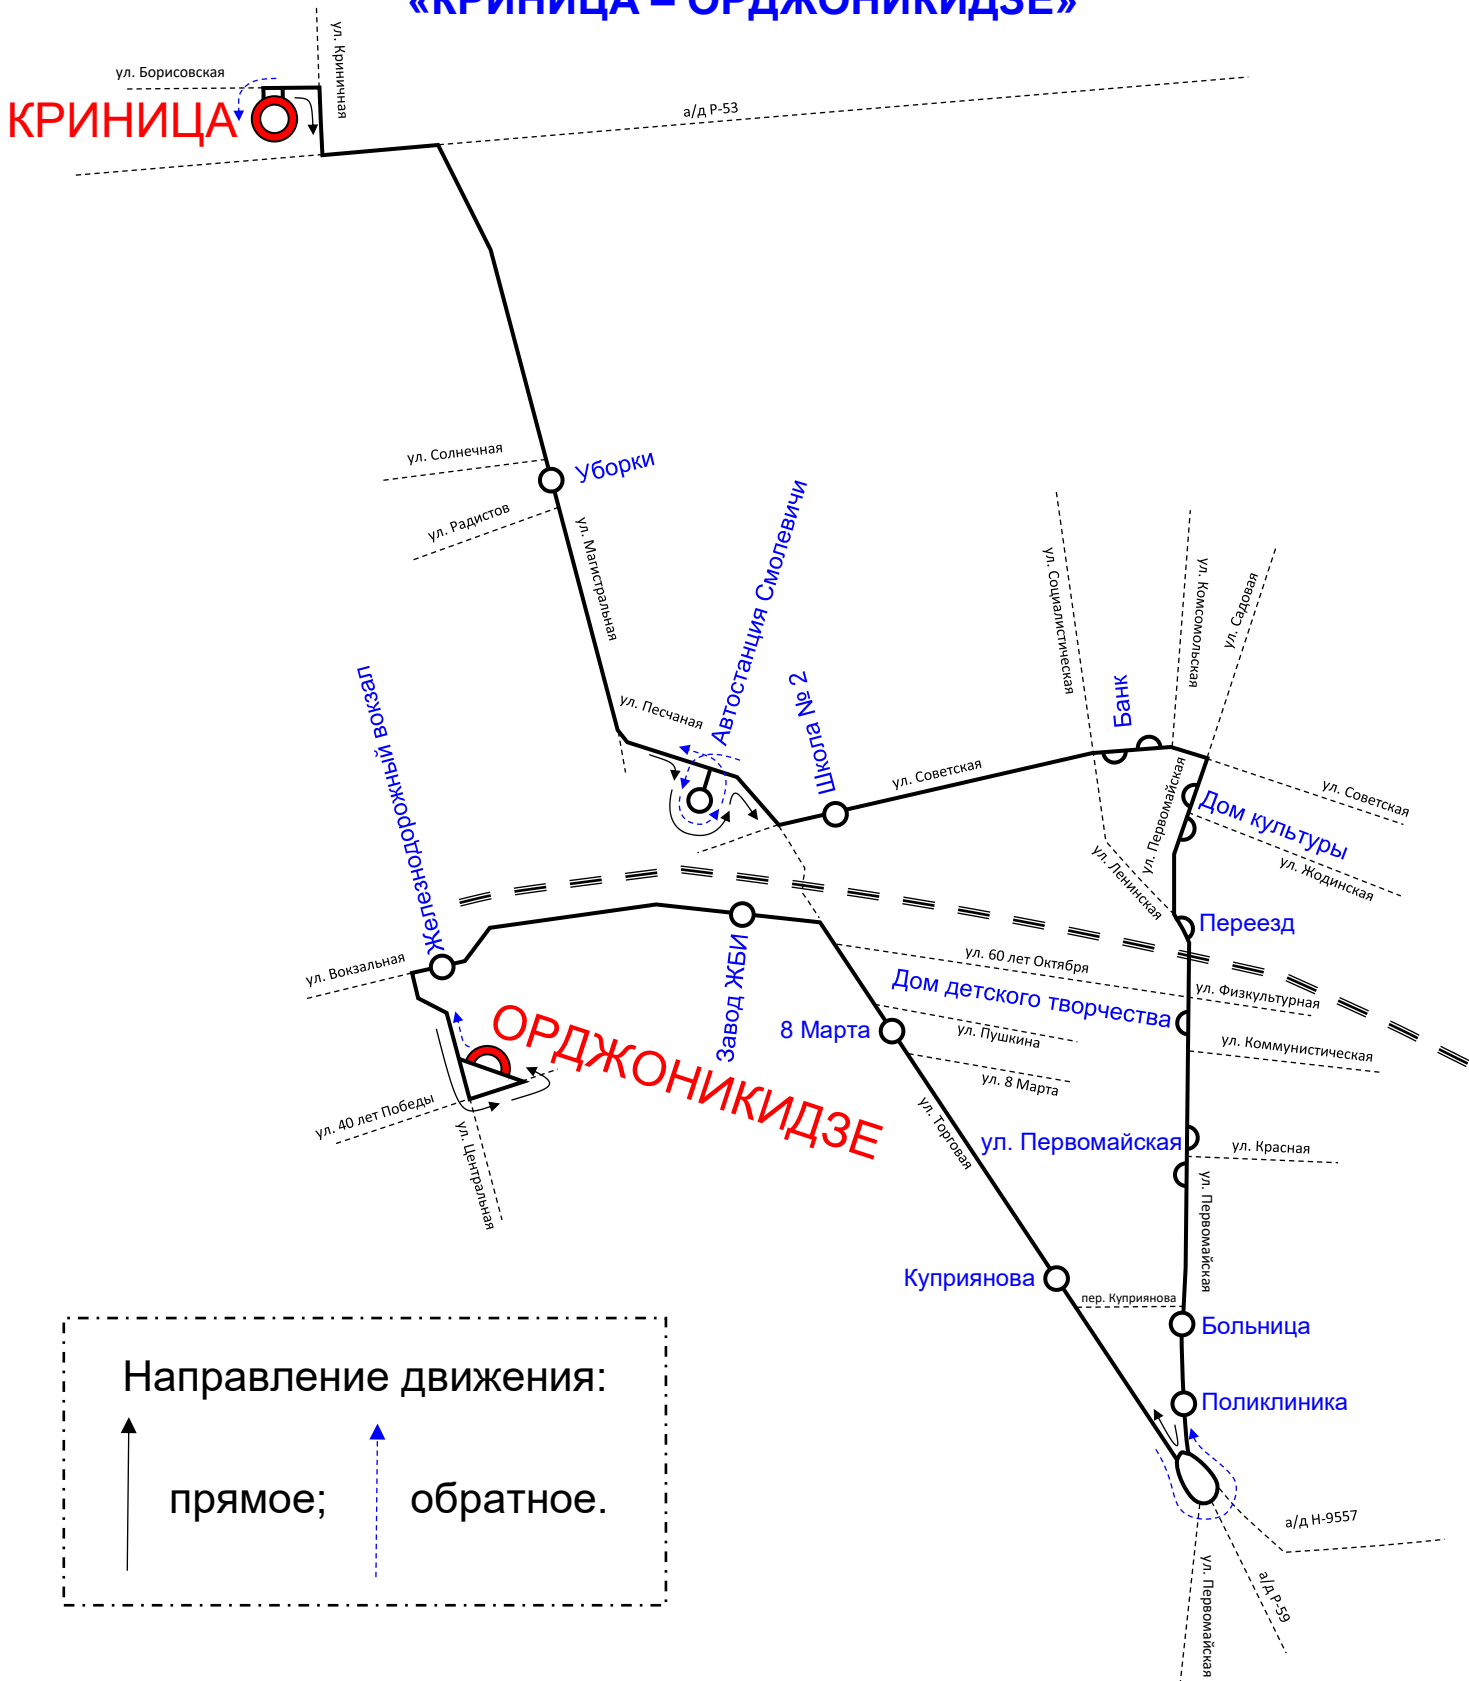 «КРИНИЦА – ОРДЖОНИКИДЗЕ»
ул. Криничная
ул. Борисовская
КРИНИЦА
а/д Р-53
ул. Солнечная
Уборки
ул. Радистов
ул. Магистральная
Автостанция Смолевичи
ул. Социалистическая
ул. Комсомольская
ул. Садовая
Железнодорожный вокзал
ул. Песчаная
Школа № 2
Банк
ул. Советская
ул. Первомайская
ул. Советская
Дом культуры
ул. Жодинская
ул. Ленинская
Переезд
ул. Вокзальная
Завод ЖБИ
ул. 60 лет Октября
Дом детского творчества
ул. Физкультурная
ОРДЖОНИКИДЗЕ
8 Марта
ул. Пушкина
ул. Коммунистическая
ул. 8 Марта
ул. 40 лет Победы
ул. Центральная
ул. Торговая
ул. Первомайская
ул. Красная
ул. Первомайская
Куприянова
пер. Куприянова
Больница
Поликлиника
Направление движения:
прямое;
обратное.
а/д Н-9557
а/д Р-59
ул. Первомайская